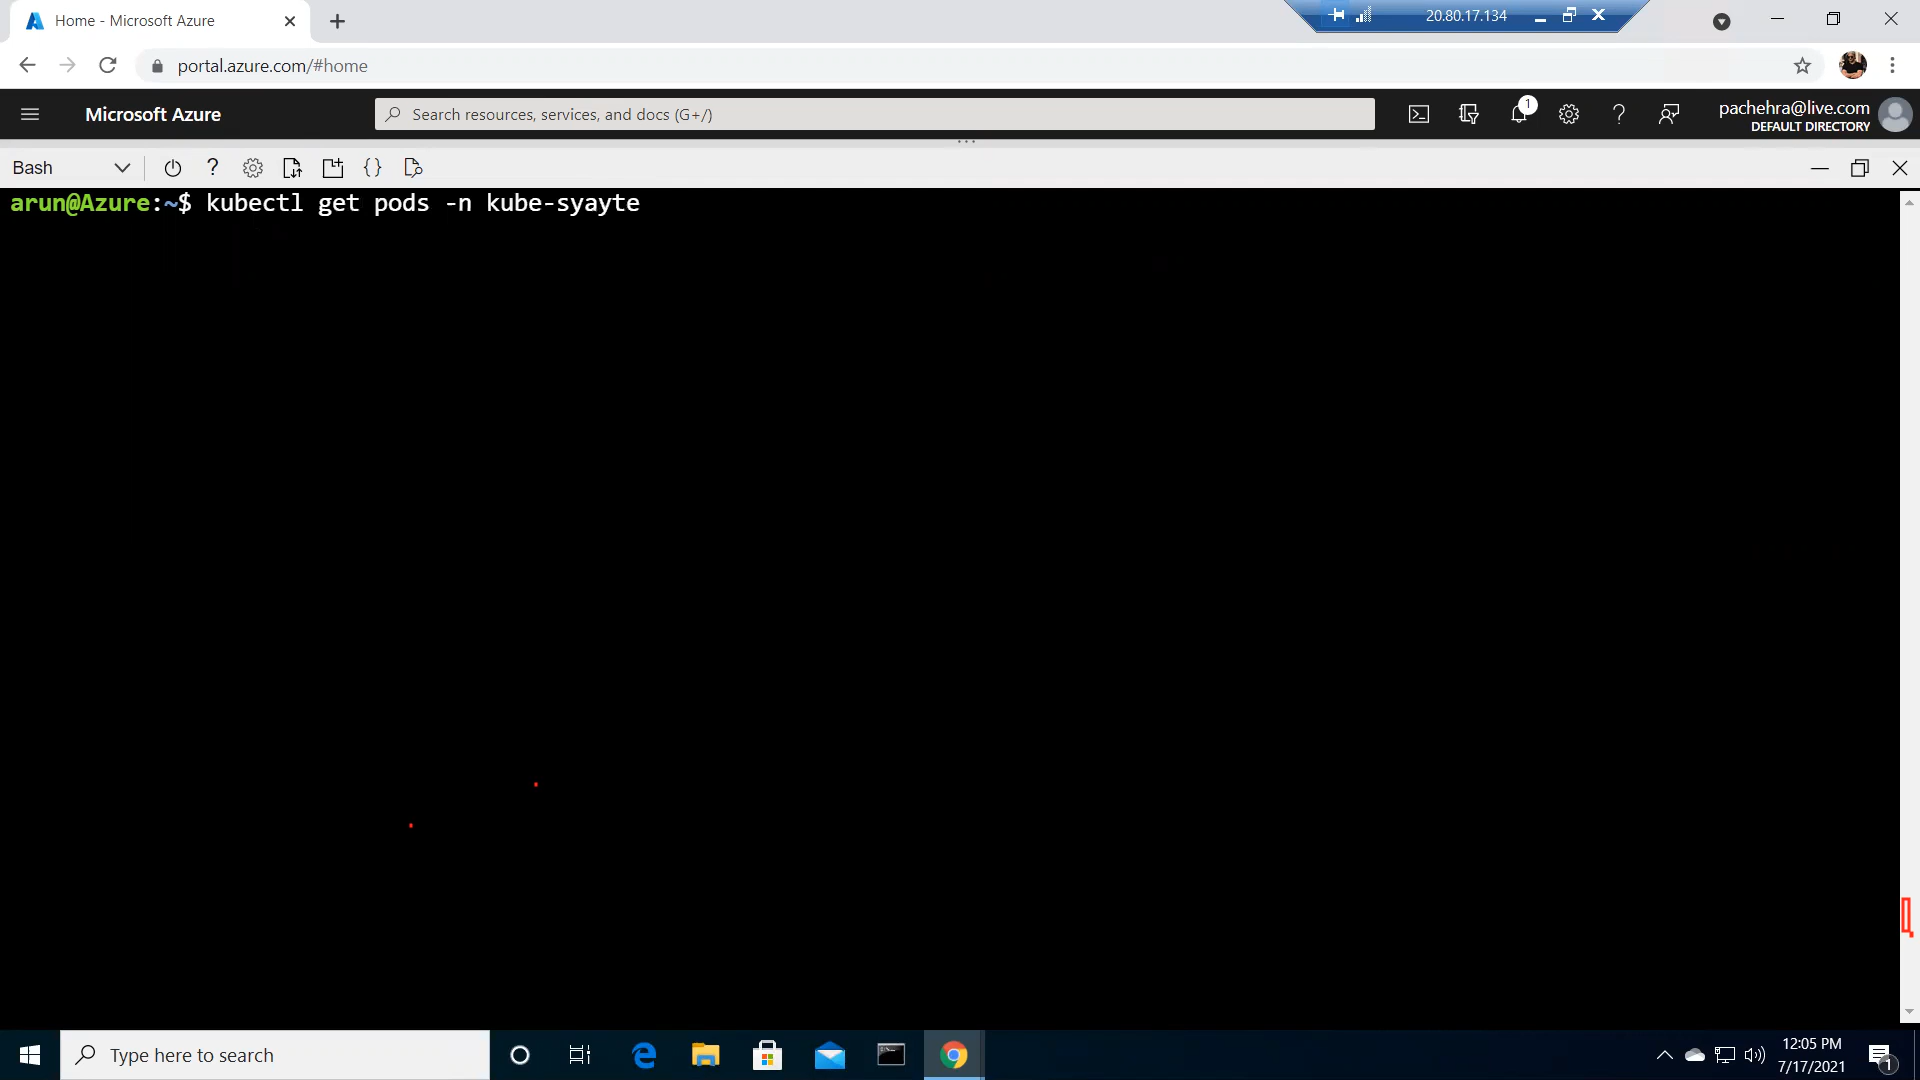 Home - Microsoft Azure
20.80.17.134
portal.azure.com/#home
Microsoft Azure
Search resources, services, and docs (G+/)
1
pachehra@live.com
DEFAULT DIRECTORY
Bash
arun@Azure:~$ kubectl get pods -n kube-syayte
Type here to search
12:05 PM
7/17/2021
1